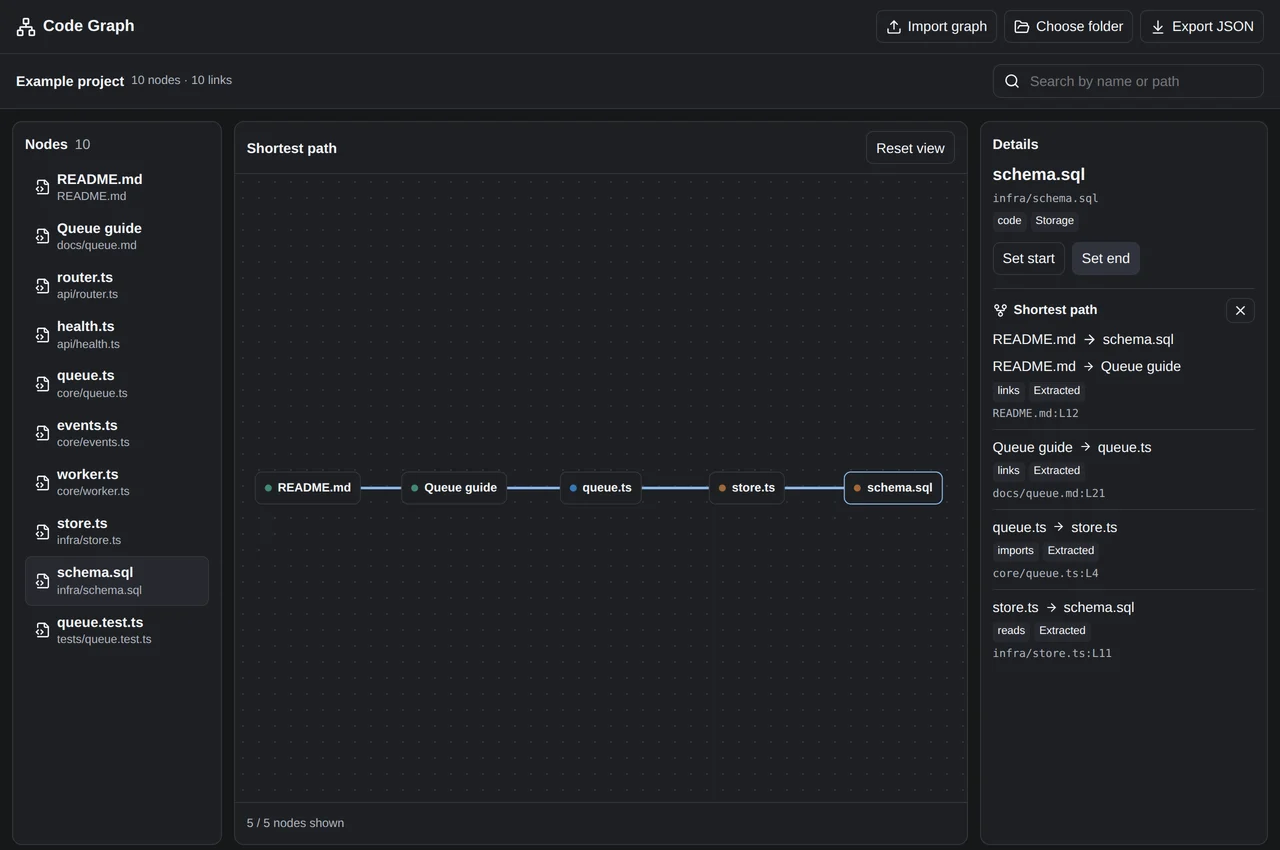 Code Graph
Import graph
Choose folder
Export JSON
Example project 10 nodes · 10 links
Search by name or path
Nodes 10
README.md
README.md
Queue guide
docs/queue.md
router.ts
api/router.ts
health.ts
api/health.ts
queue.ts
core/queue.ts
events.ts
core/events.ts
worker.ts
core/worker.ts
store.ts
infra/store.ts
schema.sql
infra/schema.sql
queue.test.ts
tests/queue.test.ts
Shortest path
Reset view
README.md
Queue guide
queue.ts
store.ts
schema.sql
5 / 5 nodes shown
Details
schema.sql
infra/schema.sql
code Storage
Set start Set end
Shortest path
README.md → schema.sql
README.md → Queue guide
links Extracted
README.md:L12
Queue guide → queue.ts
links Extracted
docs/queue.md:L21
queue.ts → store.ts
imports Extracted
core/queue.ts:L4
store.ts → schema.sql
reads Extracted
infra/store.ts:L11